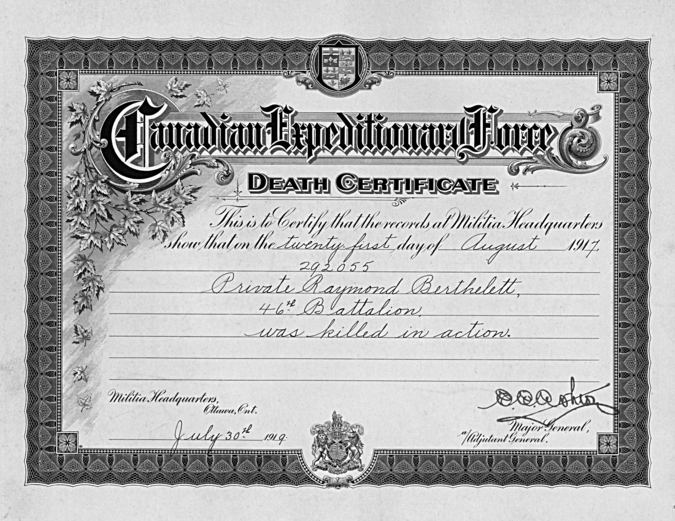 Canadian Expeditionary Force
DEATH CERTIFICATE
This is to Certify that the records at Militia Headquarters
show that on the twenty first day of August 1917.
292055
Private Raymond Berthelett,
46th Battalion,
was killed in action.
Militia Headquarters,
Ottawa, Ont.
July 30th 1919
Major General,
Adjutant General.